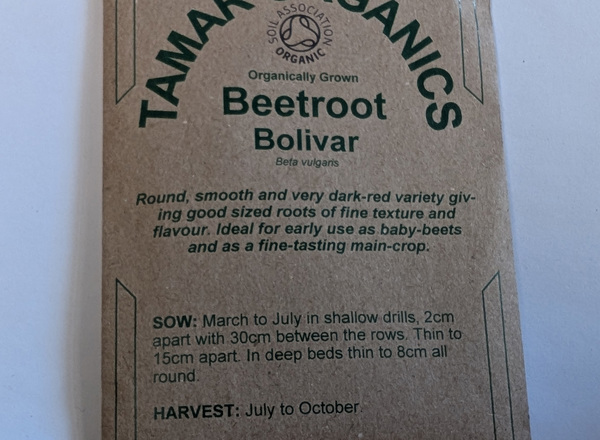 TAMAR ORGANICS
SOIL ASSOCIATION
ORGANIC
Organically Grown
Beetroot
Bolivar
Beta vulgaris
Round, smooth and very dark-red variety giv-
ing good sized roots of fine texture and
flavour. Ideal for early use as baby-beets
and as a fine-tasting main-crop.
SOW: March to July in shallow drills, 2cm
apart with 30cm between the rows. Thin to
15cm apart. In deep beds thin to 8cm all
round.
HARVEST: July to October